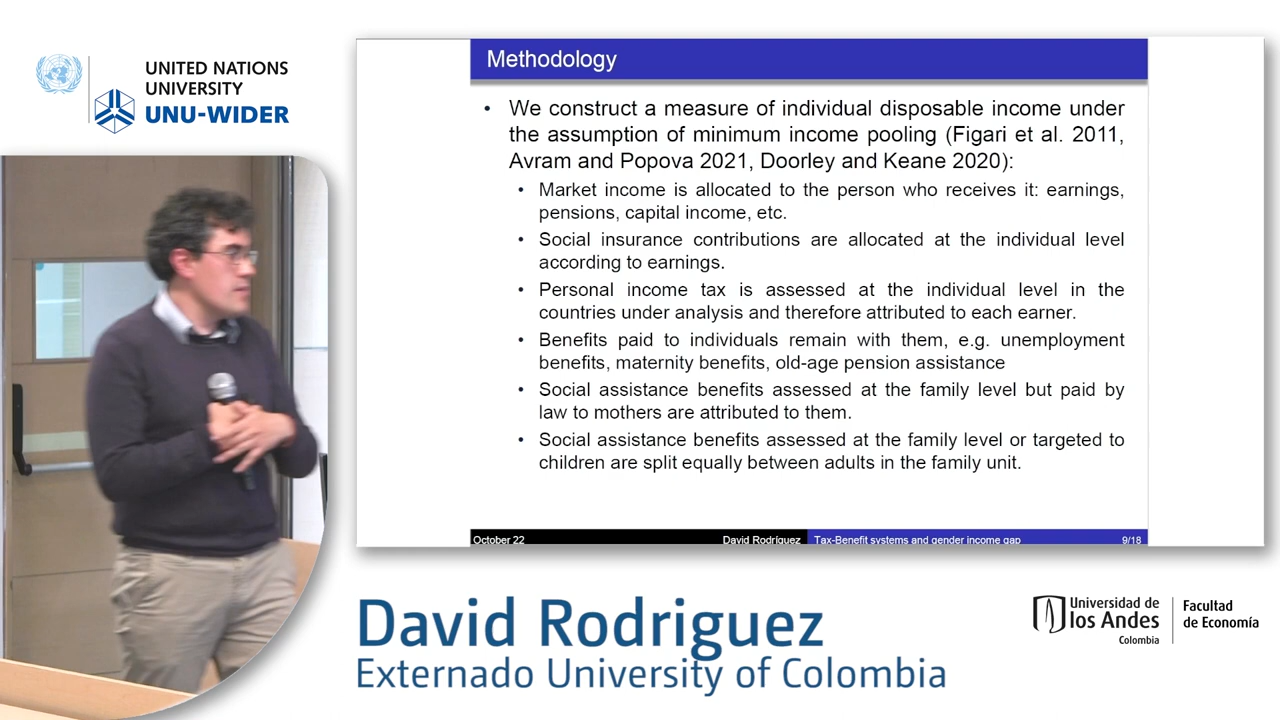 UNITED NATIONS
UNIVERSITY
UNU-WIDER
Methodology
• We construct a measure of individual disposable income under
the assumption of minimum income pooling (Figari et al. 2011,
Avram and Popova 2021, Doorley and Keane 2020):
• Market income is allocated to the person who receives it: earnings,
pensions, capital income, etc.
• Social insurance contributions are allocated at the individual level
according to earnings.
• Personal income tax is assessed at the individual level in the
countries under analysis and therefore attributed to each earner.
• Benefits paid to individuals remain with them, e.g. unemployment
benefits, maternity benefits, old-age pension assistance
• Social assistance benefits assessed at the family level but paid by
law to mothers are attributed to them.
• Social assistance benefits assessed at the family level or targeted to
children are split equally between adults in the family unit.
October 22 David Rodríguez Tax-Benefit systems and gender income gap 9/18
David Rodriguez
Externado University of Colombia
Universidad de
los Andes
Colombia
Facultad
de Economía